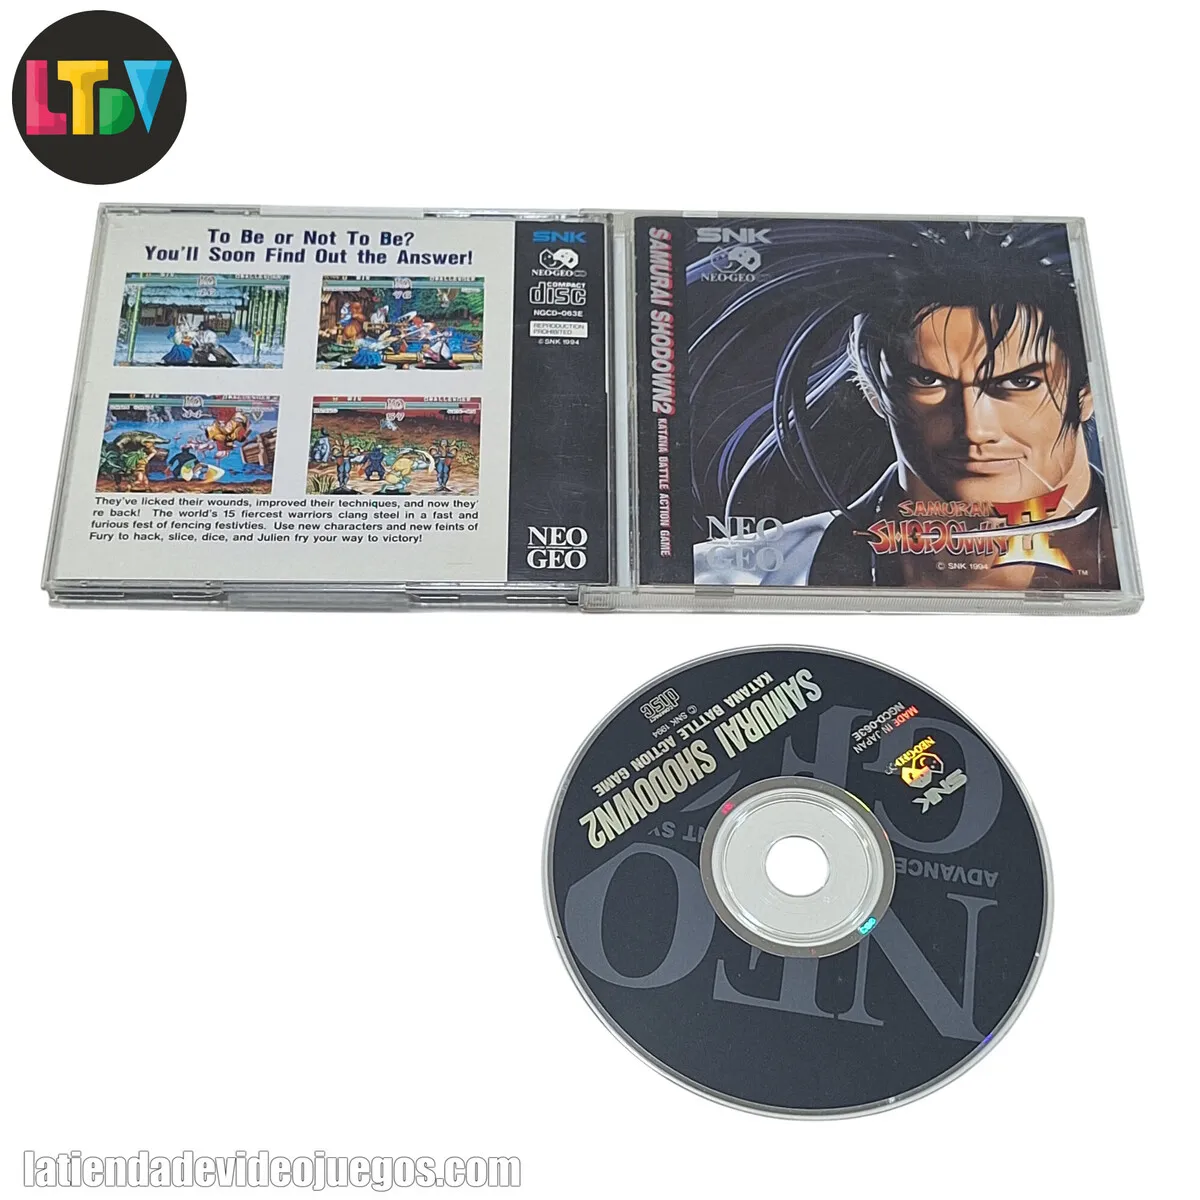 LTDV
To Be or Not To Be?
You'll Soon Find Out the Answer!
They've licked their wounds, improved their techniques, and now they'
re back! The world's 15 fiercest warriors clang steel in a fast and
furious fest of fencing festivties. Use new characters and new feints of
Fury to hack, slice, dice, and Julien fry your way to victory!
SNK
NEO·GEO CD
COMPACT
disc
NGCD-063E
REPRODUCTION
PROHIBITED
© SNK 1994
NEO
GEO
SAMURAI SHODOWN2 KATANA BATTLE ACTION GAME
SNK
NEO·GEO
NEO
GEO
SAMURAI
SHODOWN II
© SNK 1994
TM
SAMURAI SHODOWN2
KATANA BATTLE ACTION GAME
© SNK 1994
COMPACT
disc
MADE IN JAPAN
NGCD-063E
NEO·GEO
SNK
ADVANCE
NEO
latiendadevideojuegos.com